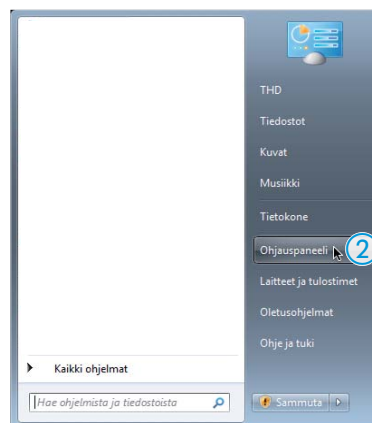 THD
Tiedostot
Kuvat
Musiikki
Tietokone
Ohjauspaneeli 2
Laitteet ja tulostimet
Oletusohjelmat
Ohje ja tuki
Kaikki ohjelmat
Hae ohjelmista ja tiedostoista
Sammuta